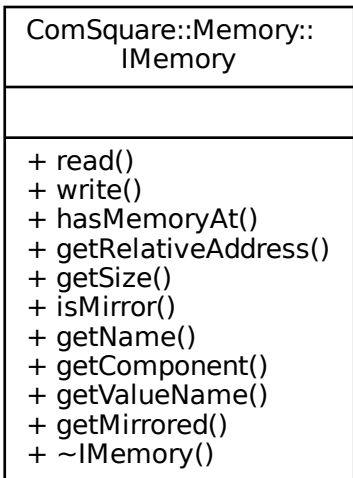 ComSquare::Memory::
IMemory
+ read()
+ write()
+ hasMemoryAt()
+ getRelativeAddress()
+ getSize()
+ isMirror()
+ getName()
+ getComponent()
+ getValueName()
+ getMirrored()
+ ~IMemory()